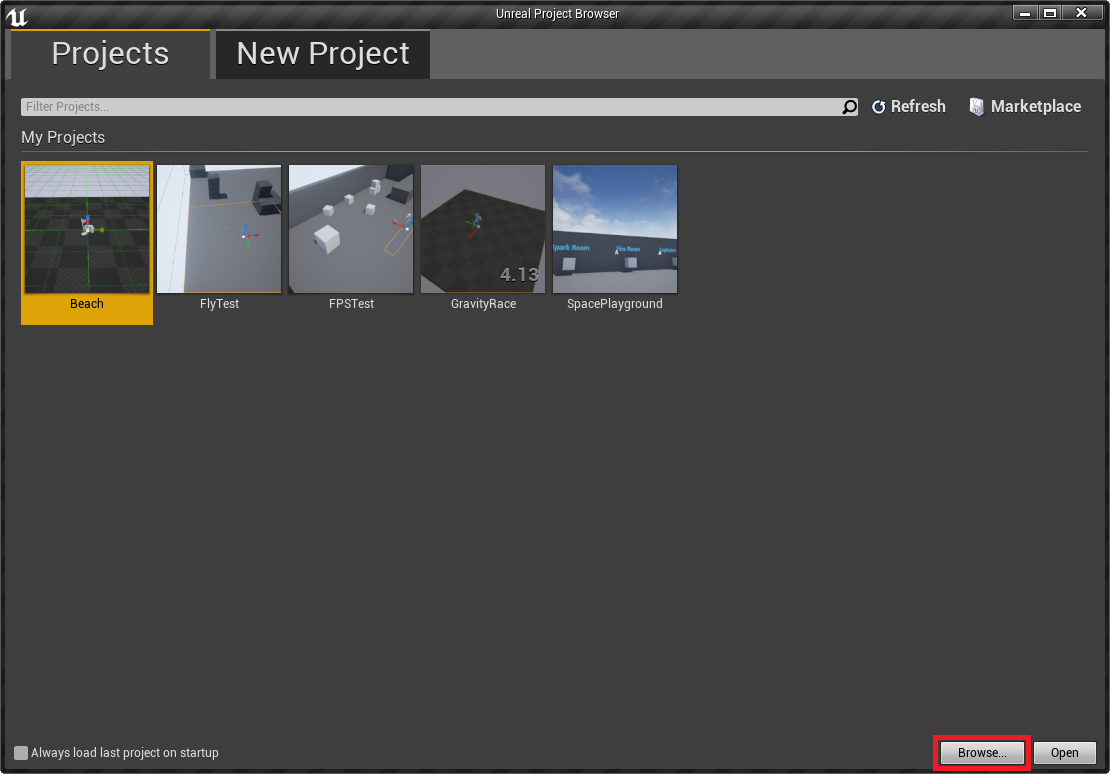 Unreal Project Browser
Projects
New Project
Filter Projects...
Refresh
Marketplace
My Projects
4.13
Spark Room
Fire Room
Beach
FlyTest
FPSTest
GravityRace
SpacePlayground
Always load last project on startup
Browse...
Open